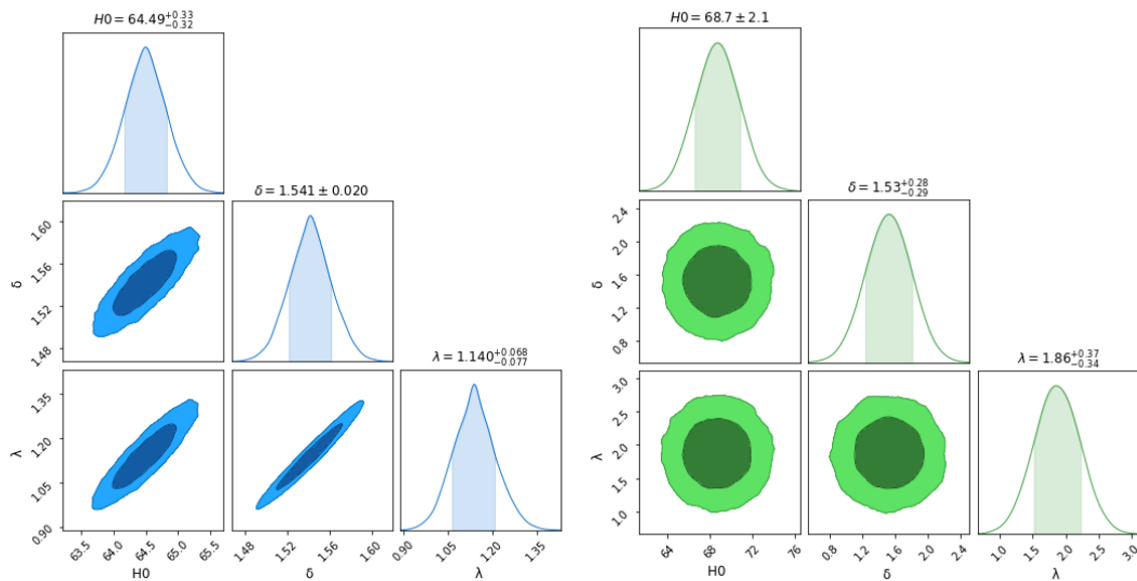 H0 = 64.49^{+0.33}_{-0.32}
δ = 1.541 ± 0.020
1.60
1.56
1.52
1.48
δ
λ = 1.140^{+0.068}_{-0.077}
1.35
1.20
1.05
0.90
λ
63.5 64.0 64.5 65.0 65.5
H0
1.48 1.52 1.56 1.60
δ
0.90 1.05 1.20 1.35
λ
H0 = 68.7 ± 2.1
δ = 1.53^{+0.28}_{-0.29}
2.4
2.0
1.6
1.2
0.8
δ
λ = 1.86^{+0.37}_{-0.34}
3.0
2.5
2.0
1.5
1.0
λ
64 68 72 76
H0
0.8 1.2 1.6 2.0 2.4
δ
1.0 1.5 2.0 2.5 3.0
λ